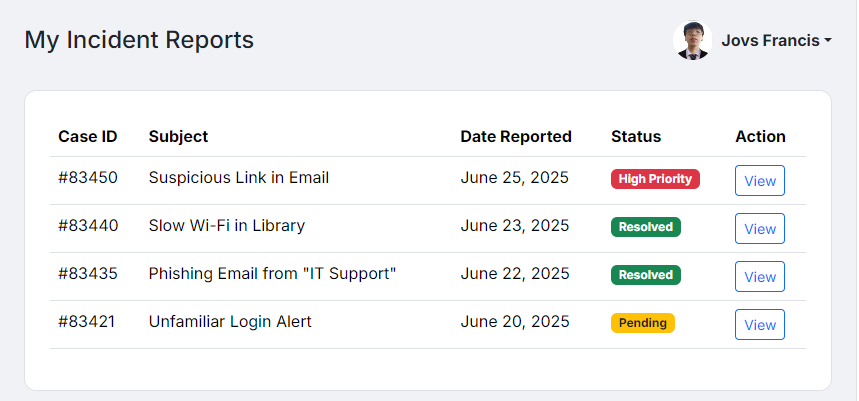 My Incident Reports
Jovs Francis
Case ID Subject Date Reported Status Action
#83450 Suspicious Link in Email June 25, 2025 High Priority View
#83440 Slow Wi-Fi in Library June 23, 2025 Resolved View
#83435 Phishing Email from "IT Support" June 22, 2025 Resolved View
#83421 Unfamiliar Login Alert June 20, 2025 Pending View